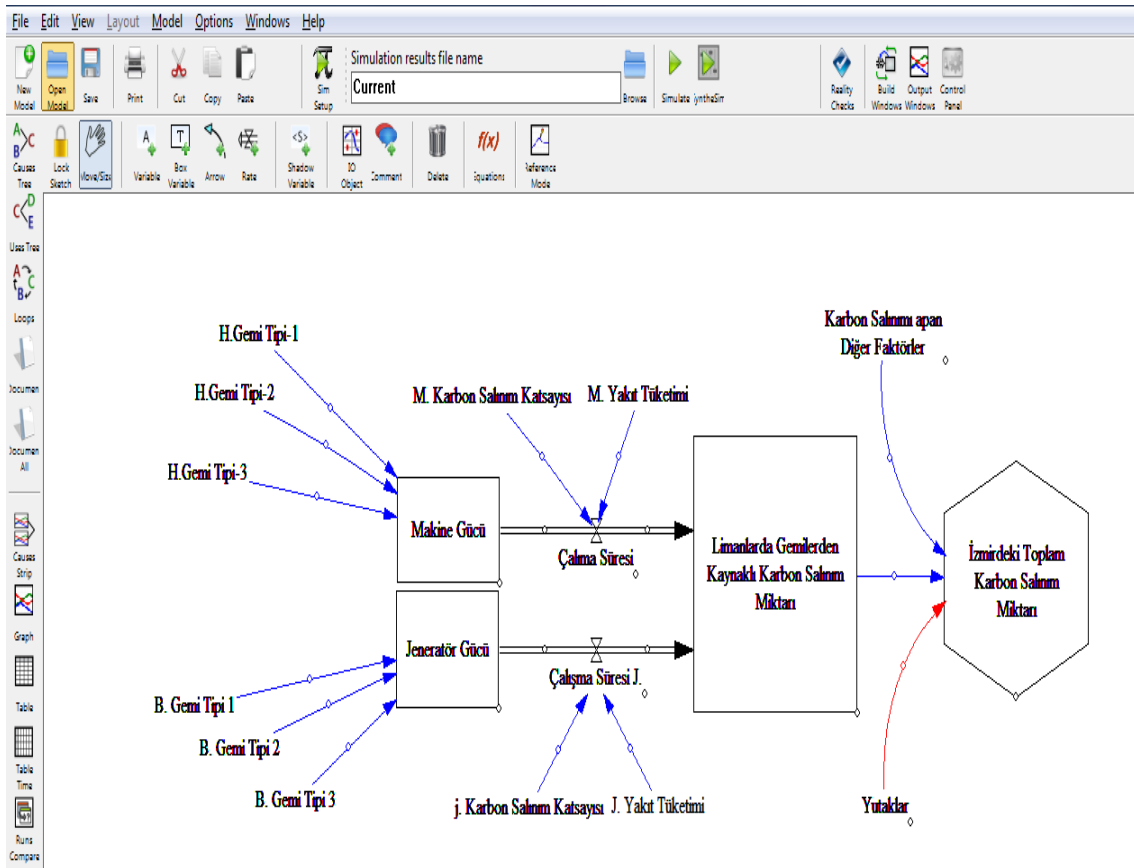 File Edit View Layout Model Options Windows Help
New Model
Open Model
Save
Print
Cut
Copy
Paste
Sim Setup
Simulation results file name
Current
Browse
Simulate
SyntheSim
Reality Checks
Build Windows
Output Windows
Control Panel
A
B
C
Causes Tree
Lock Sketch
Move/Size
A
Variable
T
Box Variable
Arrow
Rate
<S>
Shadow Variable
IO Object
Comment
Delete
f(x)
Equations
Reference Mode
C
D
E
Uses Tree
A
B
C
Loops
Documen
Documen All
Causes Strip
Graph
Table
Table Time
Runs Compare
H.Gemi Tipi-1
H.Gemi Tipi-2
H.Gemi Tipi-3
M. Karbon Salınım Katsayısı
M. Yakıt Tüketimi
Karbon Salınımı apan
Diğer Faktörler
Makine Gücü
Çalıma Süresi
Limanlarda Gemilerden
Kaynaklı Karbon Salınım
Miktarı
İzmirdeki Toplam
Karbon Salınım
Miktarı
Jeneratör Gücü
Çalışma Süresi J.
B. Gemi Tipi 1
B. Gemi Tipi 2
B. Gemi Tipi 3
j. Karbon Salınım Katsayısı
J. Yakıt Tüketimi
Yutaklar